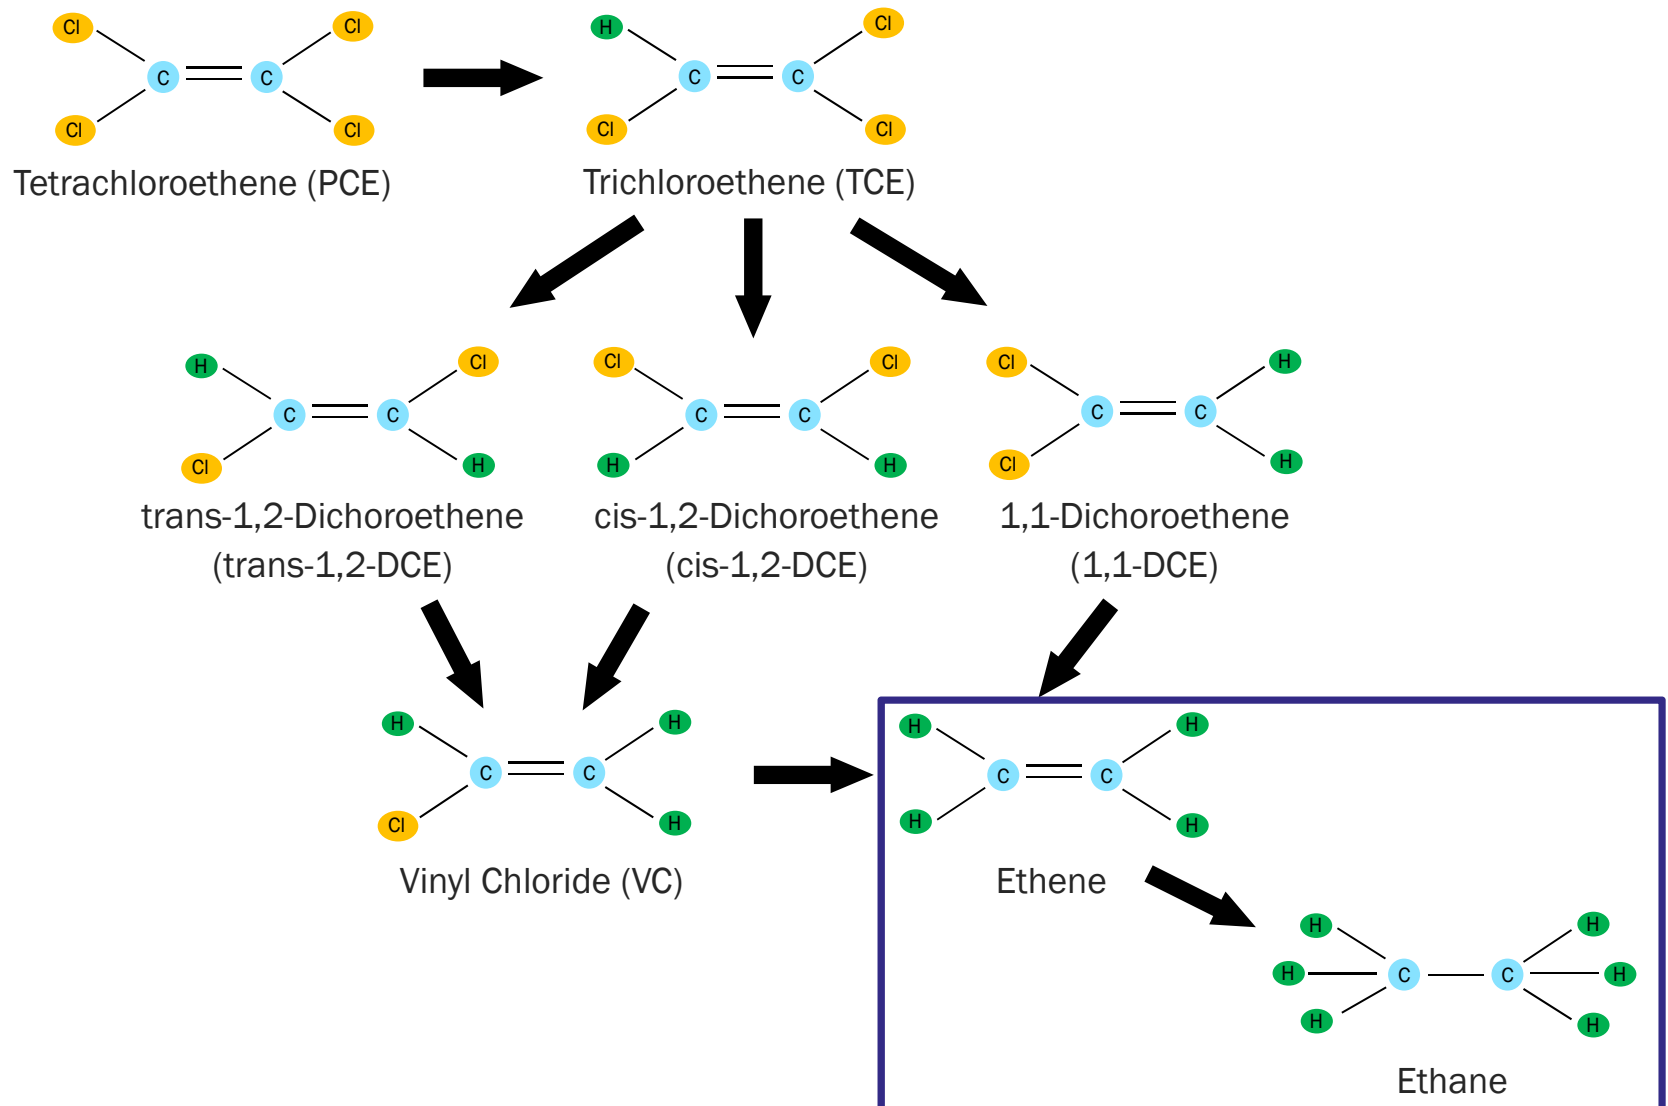 Cl Cl H Cl
C C C C
Cl Cl Cl Cl
Tetrachloroethene (PCE) Trichloroethene (TCE)
H Cl Cl Cl Cl H
C C C C C C
Cl H H H Cl H
trans-1,2-Dichoroethene cis-1,2-Dichoroethene 1,1-Dichoroethene
(trans-1,2-DCE) (cis-1,2-DCE) (1,1-DCE)
H H H H
C C C C
Cl H H H
Vinyl Chloride (VC) Ethene
H H
H C C H
H H
Ethane